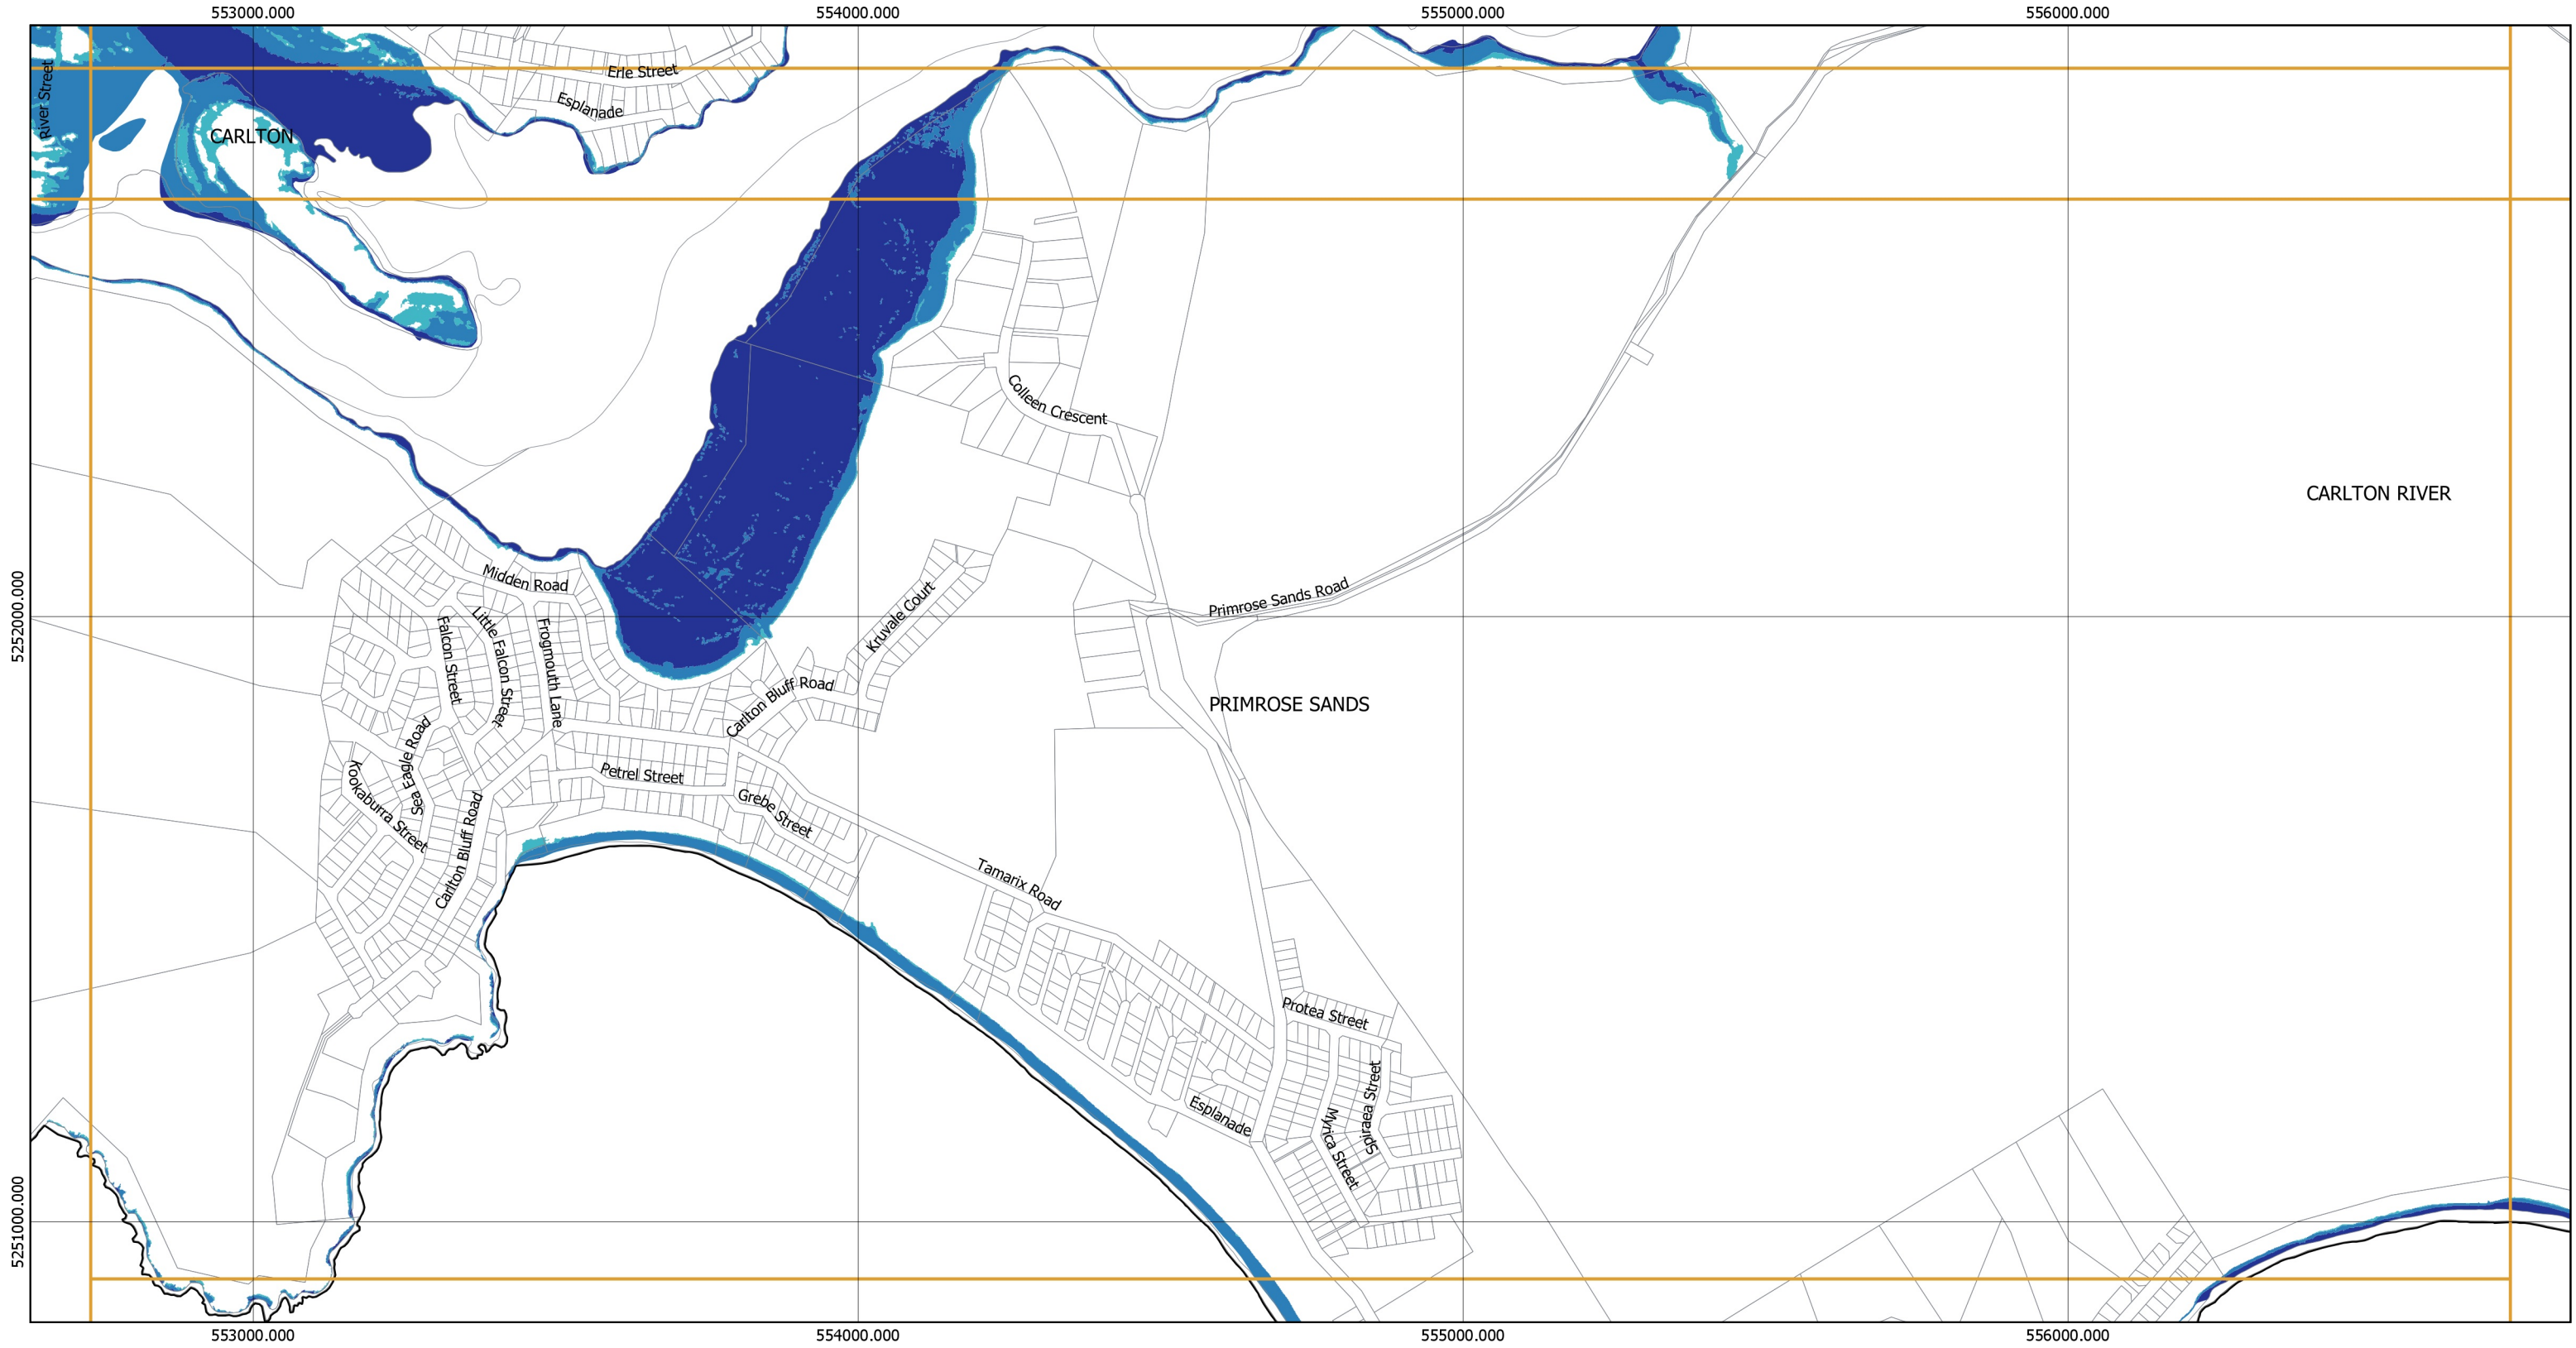 553000.000
554000.000
555000.000
556000.000
River Street
Erle Street
Esplanade
CARLTON
Colleen Crescent
CARLTON RIVER
5252000.000
Midden Road
Primrose Sands Road
Kruvale Court
Falcon Street
Little Falcon Street
Frogmouth Lane
Carlton Bluff Road
PRIMROSE SANDS
Sea Eagle Road
Kookaburra Street
Petrel Street
Grebe Street
Carlton Bluff Road
Tamarix Road
Protea Street
Esplanade
Myrica Street
Spiraea Street
5251000.000
553000.000
554000.000
555000.000
556000.000